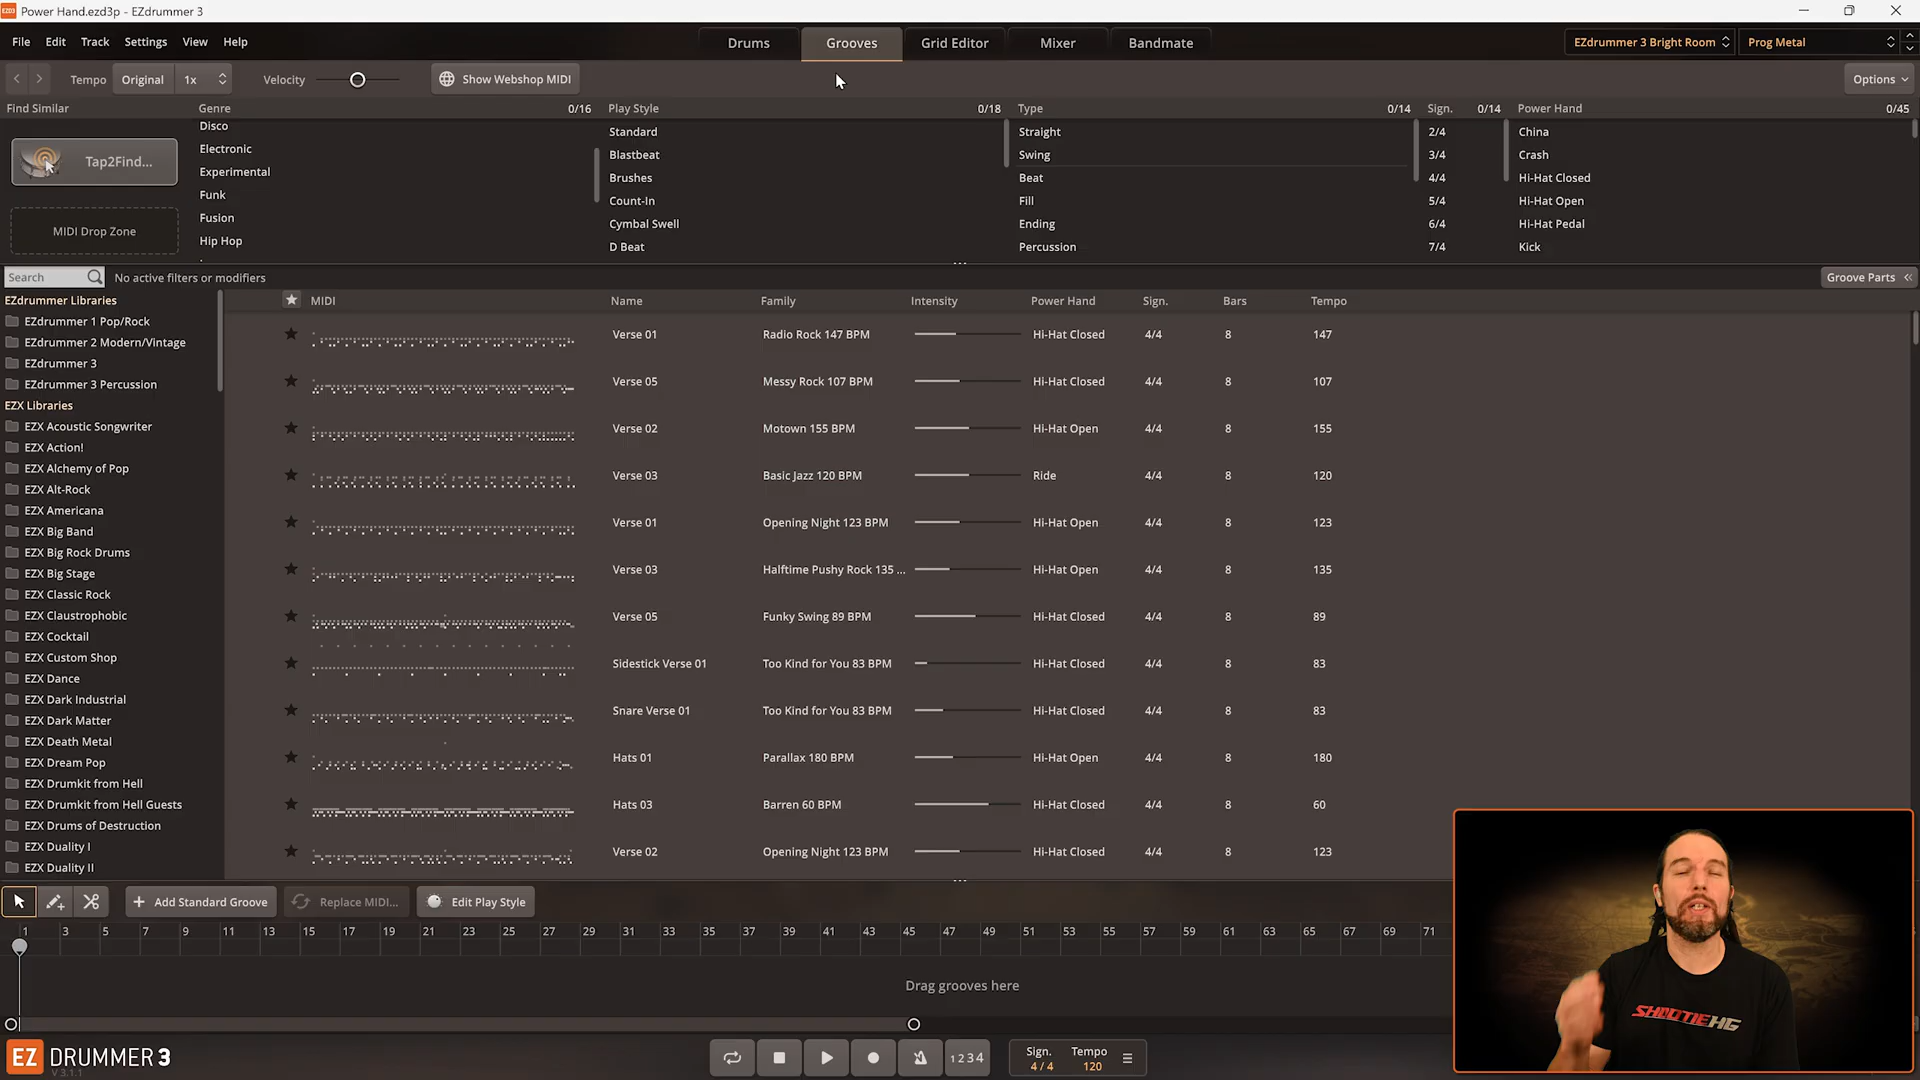 Power Hand.ezd3p - EZdrummer 3
File Edit Track Settings View Help
Drums Grooves Grid Editor Mixer Bandmate
EZdrummer 3 Bright Room Prog Metal
Tempo Original 1x Velocity Show Webshop MIDI Options
Find Similar Genre 0/16 Play Style 0/18 Type 0/14 Sign. 0/14 Power Hand 0/45
Disco Standard Straight 2/4 China
Electronic Blastbeat Swing 3/4 Crash
Tap2Find...
Experimental Brushes Beat 4/4 Hi-Hat Closed
Funk Count-In Fill 5/4 Hi-Hat Open
Fusion Cymbal Swell Ending 6/4 Hi-Hat Pedal
MIDI Drop Zone
Hip Hop D Beat Percussion 7/4 Kick
Search No active filters or modifiers Groove Parts
EZdrummer Libraries
EZdrummer 1 Pop/Rock
EZdrummer 2 Modern/Vintage
EZdrummer 3
EZdrummer 3 Percussion
EZX Libraries
EZX Acoustic Songwriter
EZX Action!
EZX Alchemy of Pop
EZX Alt-Rock
EZX Americana
EZX Big Band
EZX Big Rock Drums
EZX Big Stage
EZX Classic Rock
EZX Claustrophobic
EZX Cocktail
EZX Custom Shop
EZX Dance
EZX Dark Industrial
EZX Dark Matter
EZX Death Metal
EZX Dream Pop
EZX Drumkit from Hell
EZX Drumkit from Hell Guests
EZX Drums of Destruction
EZX Duality I
EZX Duality II
MIDI Name Family Intensity Power Hand Sign. Bars Tempo
Verse 01 Radio Rock 147 BPM Hi-Hat Closed 4/4 8 147
Verse 05 Messy Rock 107 BPM Hi-Hat Closed 4/4 8 107
Verse 02 Motown 155 BPM Hi-Hat Open 4/4 8 155
Verse 03 Basic Jazz 120 BPM Ride 4/4 8 120
Verse 01 Opening Night 123 BPM Hi-Hat Open 4/4 8 123
Verse 03 Halftime Pushy Rock 135 ... Hi-Hat Open 4/4 8 135
Verse 05 Funky Swing 89 BPM Hi-Hat Closed 4/4 8 89
Sidestick Verse 01 Too Kind for You 83 BPM Hi-Hat Closed 4/4 8 83
Snare Verse 01 Too Kind for You 83 BPM Hi-Hat Closed 4/4 8 83
Hats 01 Parallax 180 BPM Hi-Hat Open 4/4 8 180
Hats 03 Barren 60 BPM Hi-Hat Closed 4/4 8 60
Verse 02 Opening Night 123 BPM Hi-Hat Closed 4/4 8 123
Add Standard Groove Replace MIDI... Edit Play Style
1 3 5 7 9 11 13 15 17 19 21 23 25 27 29 31 33 35 37 39 41 43 45 47 49 51 53 55 57 59 61 63 65 67 69 71
Drag grooves here
SHOOTIEHG
EZ DRUMMER 3
V 3.1.1
1 2 3 4
Sign. Tempo
4 / 4 120